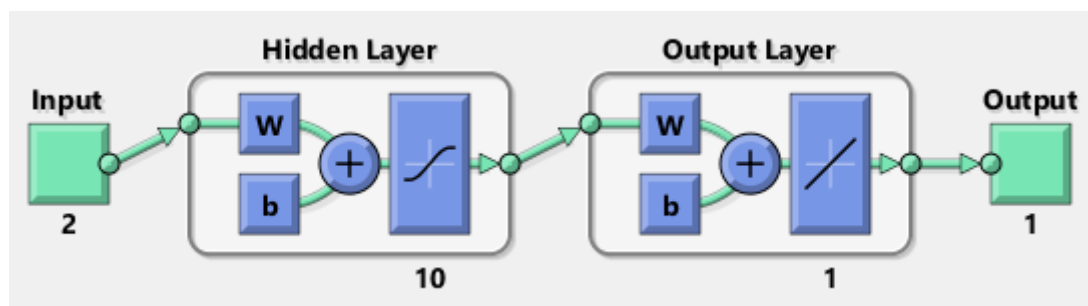 Hidden Layer Output Layer
Input Output
W W
b b
2 1
10 1